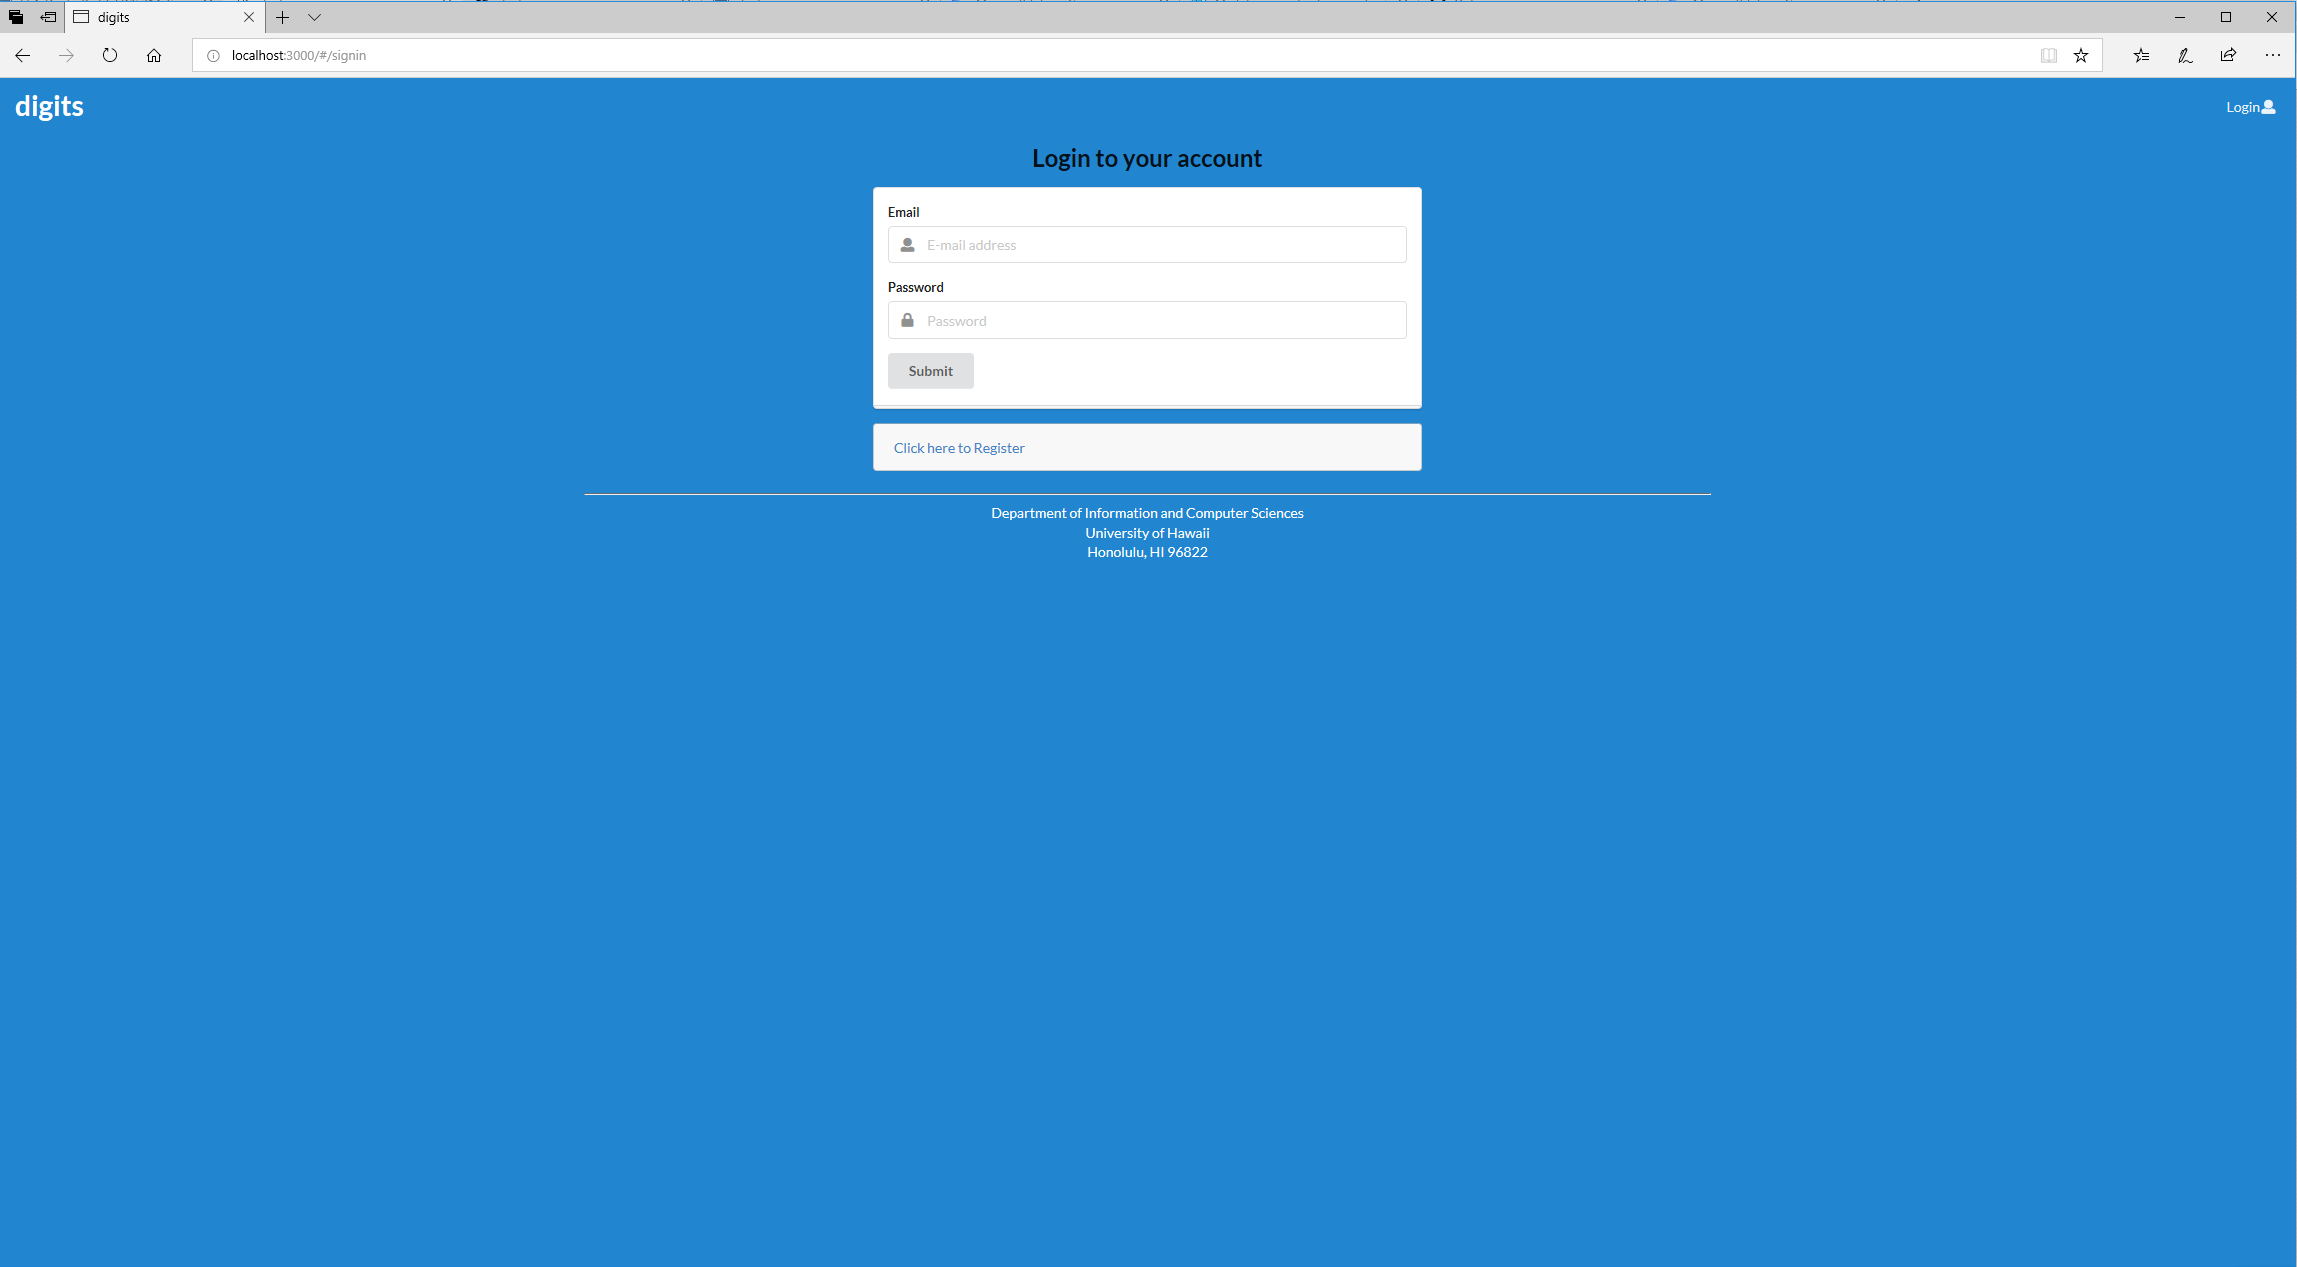 digits
localhost:3000/#/signin
digits
Login
Login to your account
Email
E-mail address
Password
Password
Submit
Click here to Register
Department of Information and Computer Sciences
University of Hawaii
Honolulu, HI 96822